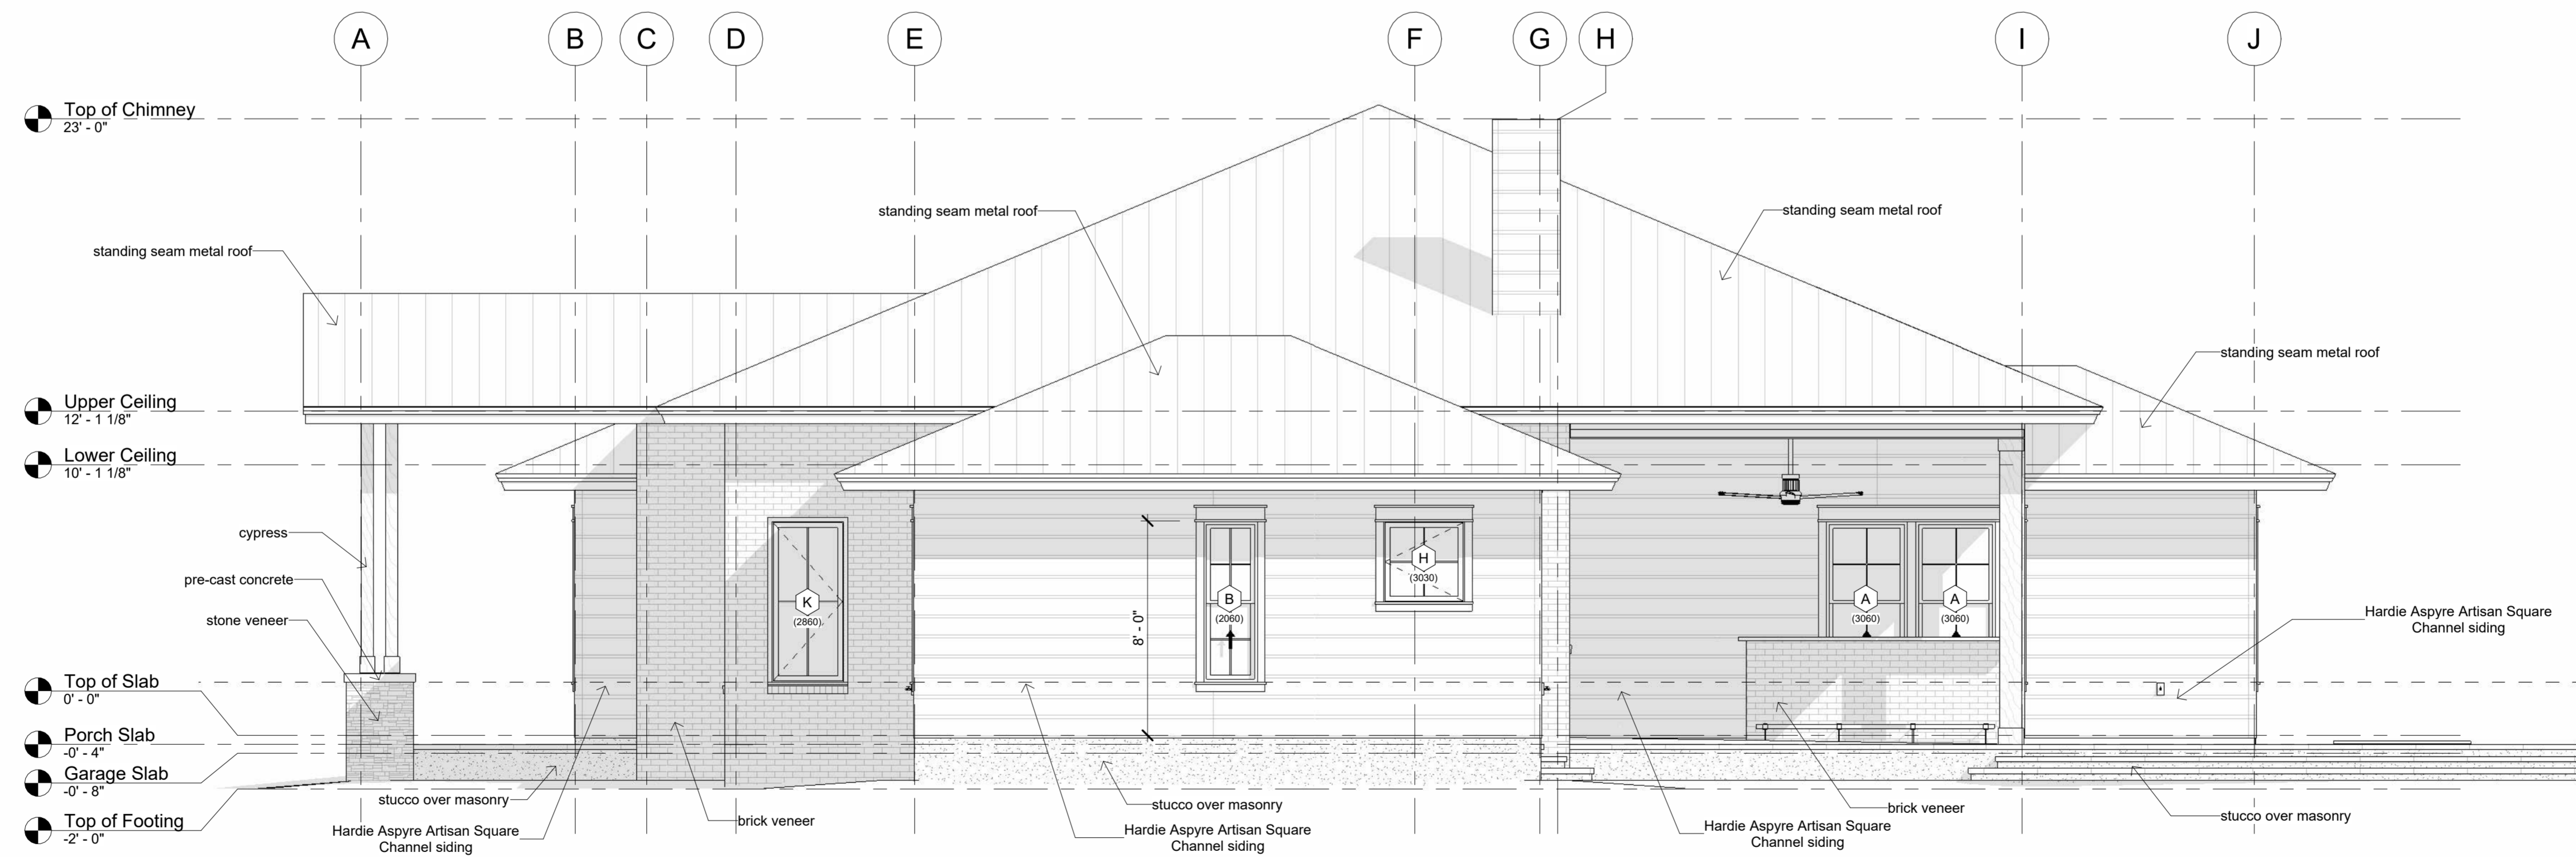 A
B
C
D
E
F
G
H
I
J
Top of Chimney
23' - 0"
standing seam metal roof
standing seam metal roof
standing seam metal roof
standing seam metal roof
Upper Ceiling
12' - 1 1/8"
Lower Ceiling
10' - 1 1/8"
cypress
pre-cast concrete
stone veneer
K
(2860)
8' - 0"
B
(2060)
H
(3030)
A
(3060)
A
(3060)
Hardie Aspyre Artisan Square
Channel siding
Top of Slab
0' - 0"
Porch Slab
-0' - 4"
Garage Slab
-0' - 8"
Top of Footing
-2' - 0"
stucco over masonry
Hardie Aspyre Artisan Square
Channel siding
brick veneer
stucco over masonry
Hardie Aspyre Artisan Square
Channel siding
Hardie Aspyre Artisan Square
Channel siding
brick veneer
stucco over masonry